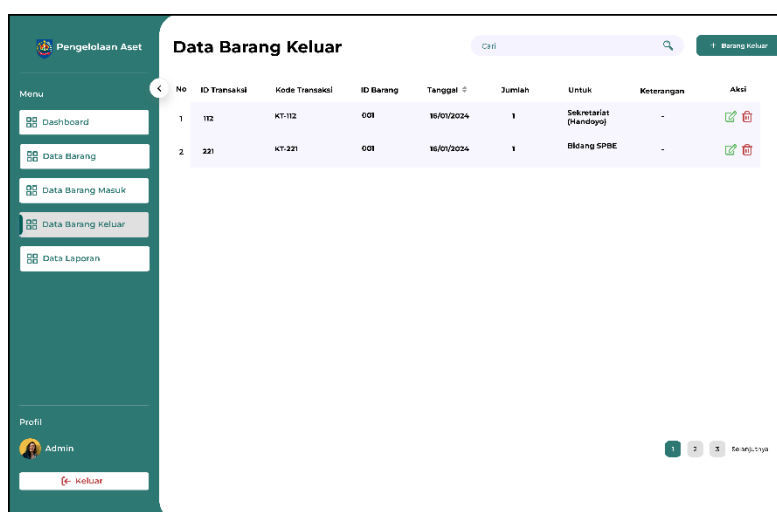 Pengelolaan Aset
Data Barang Keluar
Cari
+ Barang Keluar
Menu
No ID Transaksi Kode Transaksi ID Barang Tanggal Jumlah Untuk Keterangan Aksi
1 112 KT-112 001 16/01/2024 1 Sekretariat (Handoyo) -
2 221 KT-221 001 16/01/2024 1 Bidang SPBE -
Dashboard
Data Barang
Data Barang Masuk
Data Barang Keluar
Data Laporan
Profil
Admin
Keluar
1 2 3 Selanjutnya